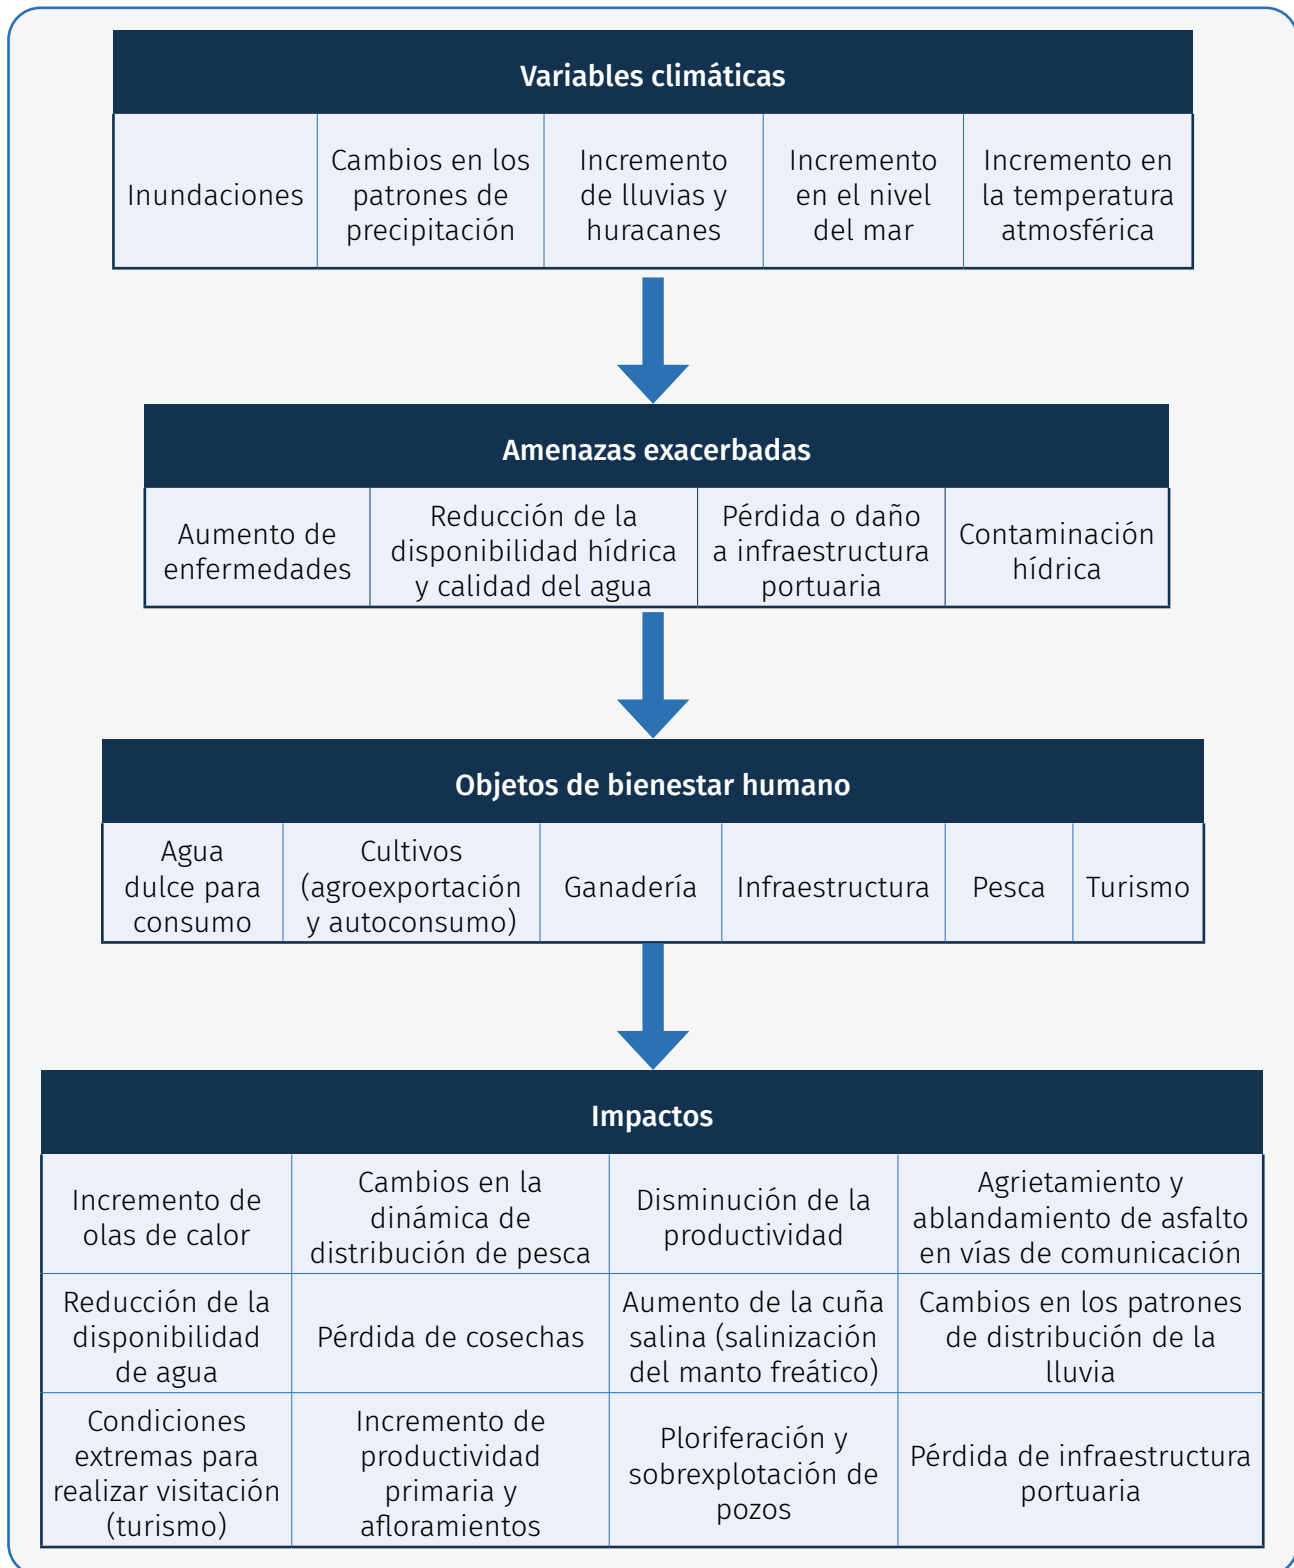 Variables climáticas
Inundaciones
Cambios en los
patrones de
precipitación
Incremento
de lluvias y
huracanes
Incremento
en el nivel
del mar
Incremento en
la temperatura
atmosférica
Amenazas exacerbadas
Aumento de
enfermedades
Reducción de la
disponibilidad hídrica
y calidad del agua
Pérdida o daño
a infraestructura
portuaria
Contaminación
hídrica
Objetos de bienestar humano
Agua
dulce para
consumo
Cultivos
(agroexportación
y autoconsumo)
Ganadería
Infraestructura
Pesca
Turismo
Impactos
Incremento de
olas de calor
Cambios en la
dinámica de
distribución de pesca
Disminución de la
productividad
Agrietamiento y
ablandamiento de asfalto
en vías de comunicación
Reducción de la
disponibilidad
de agua
Pérdida de cosechas
Aumento de la cuña
salina (salinización
del manto freático)
Cambios en los patrones
de distribución de la
lluvia
Condiciones
extremas para
realizar visitación
(turismo)
Incremento de
productividad
primaria y
afloramientos
Ploriferación y
sobrexplotación de
pozos
Pérdida de infraestructura
portuaria